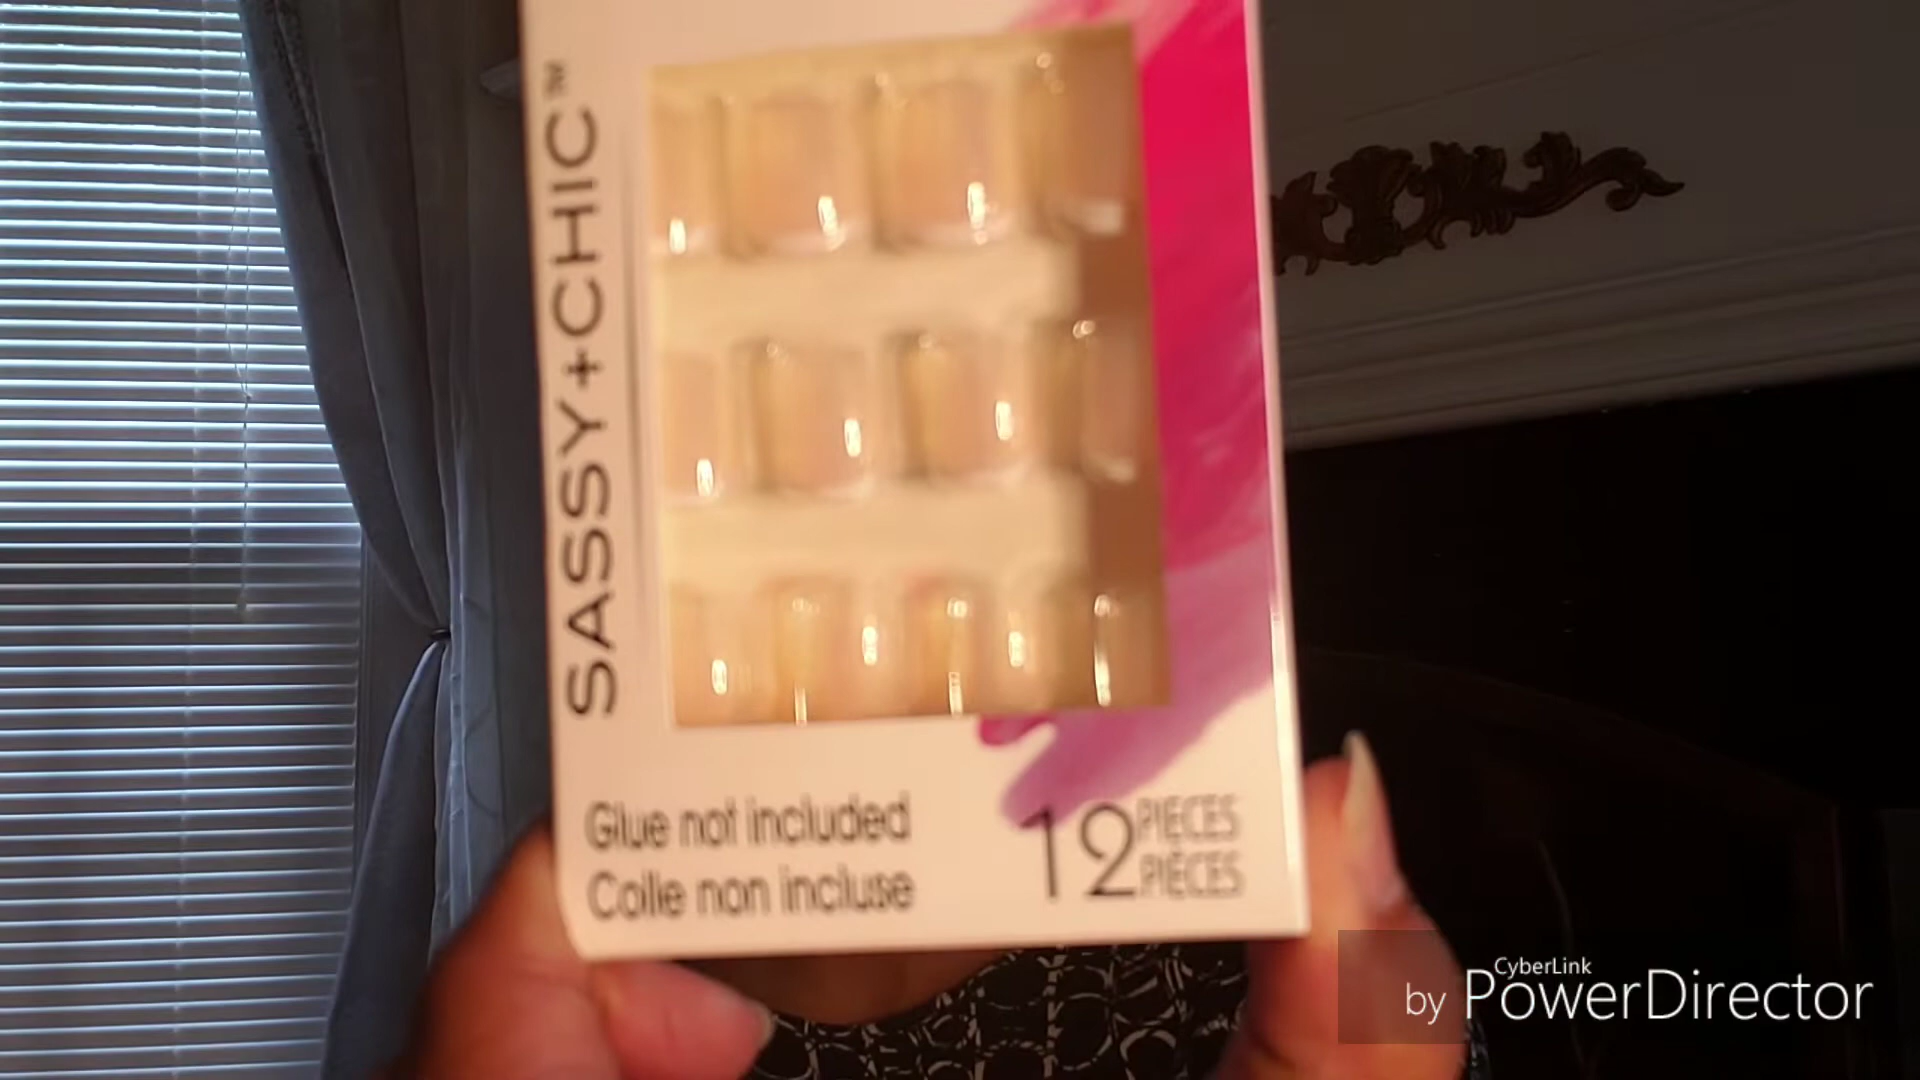 SASSY+CHIC™
Glue not included
Colle non incluse
12 PIECES
PIÈCES
CyberLink
by PowerDirector